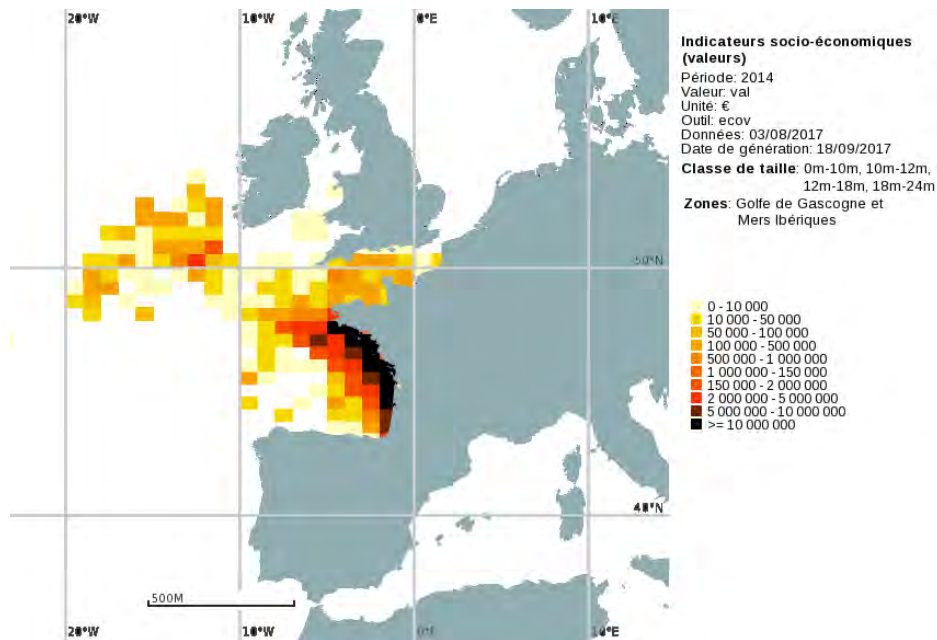 20°W
10°W
0°E
10°E
Indicateurs socio-économiques
(valeurs)
Période: 2014
Valeur: val
Unité: €
Outil: ecov
Données: 03/08/2017
Date de génération: 18/09/2017
Classe de taille: 0m-10m, 10m-12m,
12m-18m, 18m-24m
Zones: Golfe de Gascogne et
Mers Ibériques
50°N
0 - 10 000
10 000 - 50 000
50 000 - 100 000
100 000 - 500 000
500 000 - 1 000 000
1 000 000 - 150 000
150 000 - 2 000 000
2 000 000 - 5 000 000
5 000 000 - 10 000 000
>= 10 000 000
40°N
500M
20°W
10°W
0°E
10°E